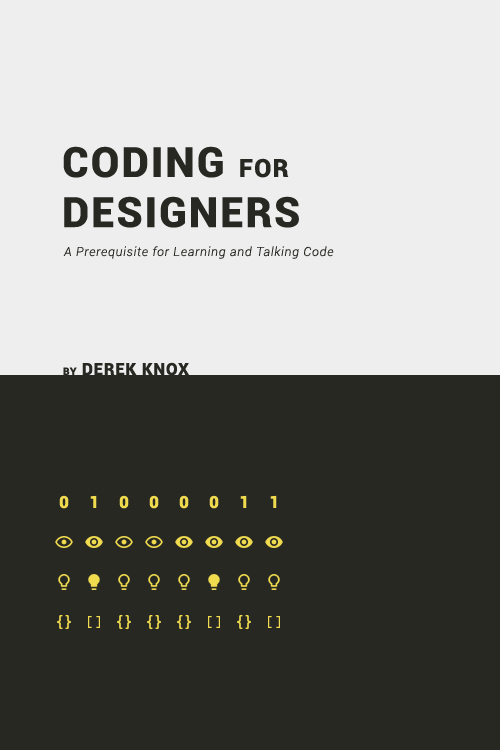 CODING FOR
DESIGNERS
A Prerequisite for Learning and Talking Code
BY DEREK KNOX
0 1 0 0 0 0 1 1
{} [] {} {} {} [] {} []